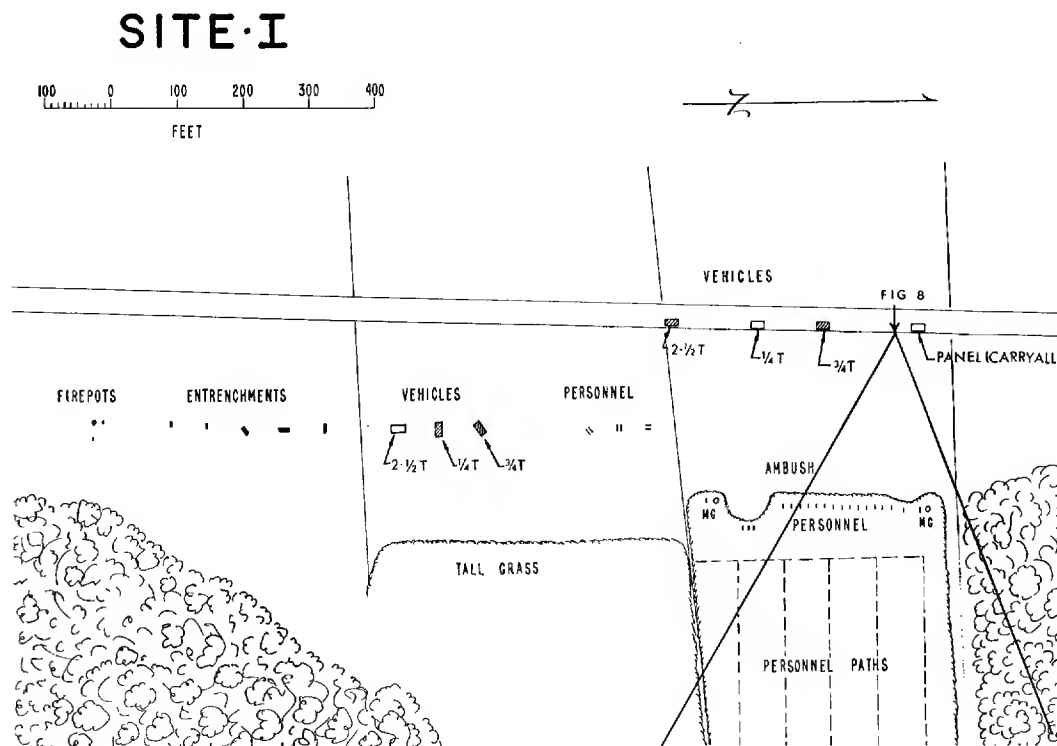 SITE·I
100 0 100 200 300 400
FEET
Z
VEHICLES
FIG 8
2-½T
¼T
¾T
PANEL (CARRYALL
FIREPOTS
ENTRENCHMENTS
VEHICLES
PERSONNEL
2-½T
¼T
¾T
AMBUSH
MG
PERSONNEL
MG
TALL GRASS
PERSONNEL PATHS